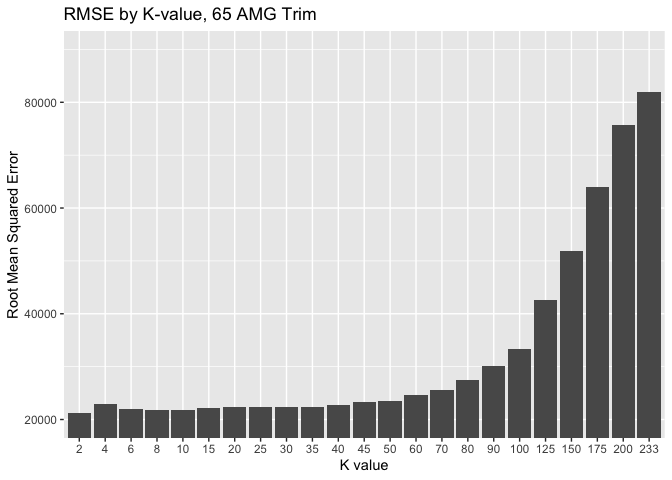 RMSE by K-value, 65 AMG Trim
Root Mean Squared Error
80000
60000
40000
20000
2 4 6 8 10 15 20 25 30 35 40 45 50 60 70 80 90 100 125 150 175 200 233
K value